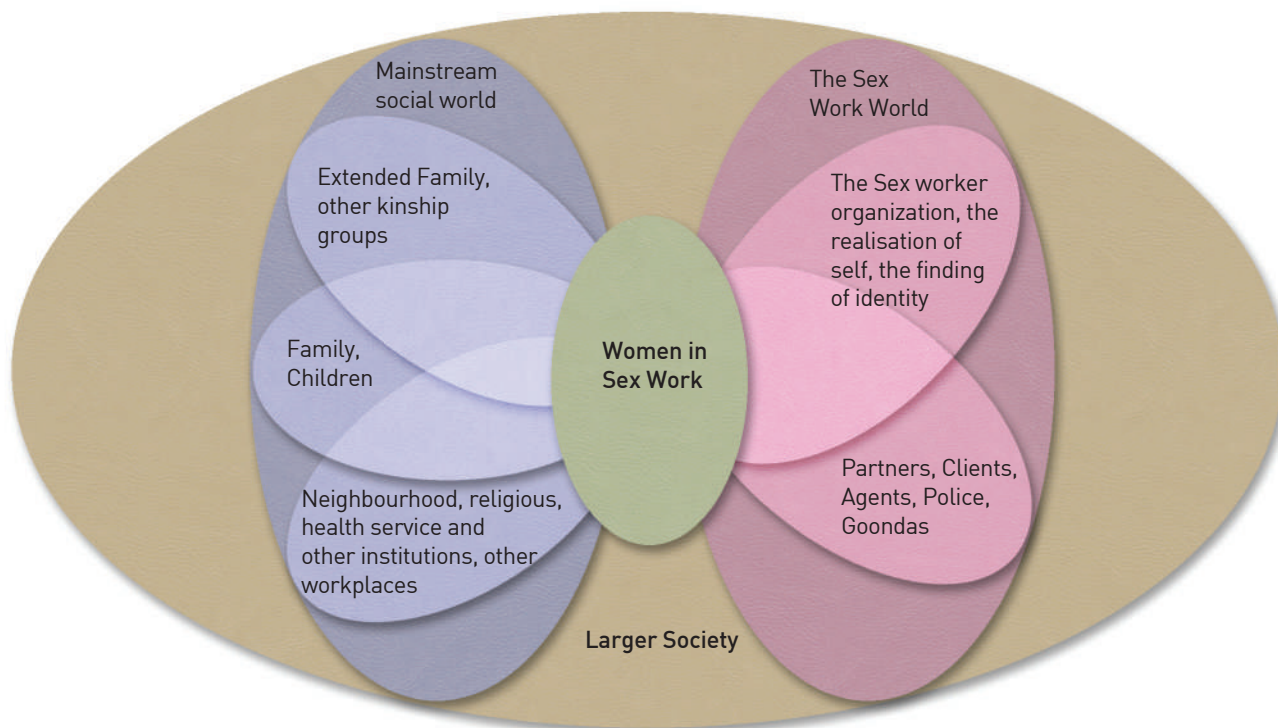 Mainstream
social world
Extended Family,
other kinship
groups
Family,
Children
Neighbourhood, religious,
health service and
other institutions, other
workplaces
Women in
Sex Work
The Sex
Work World
The Sex worker
organization, the
realisation of
self, the finding
of identity
Partners, Clients,
Agents, Police,
Goondas
Larger Society